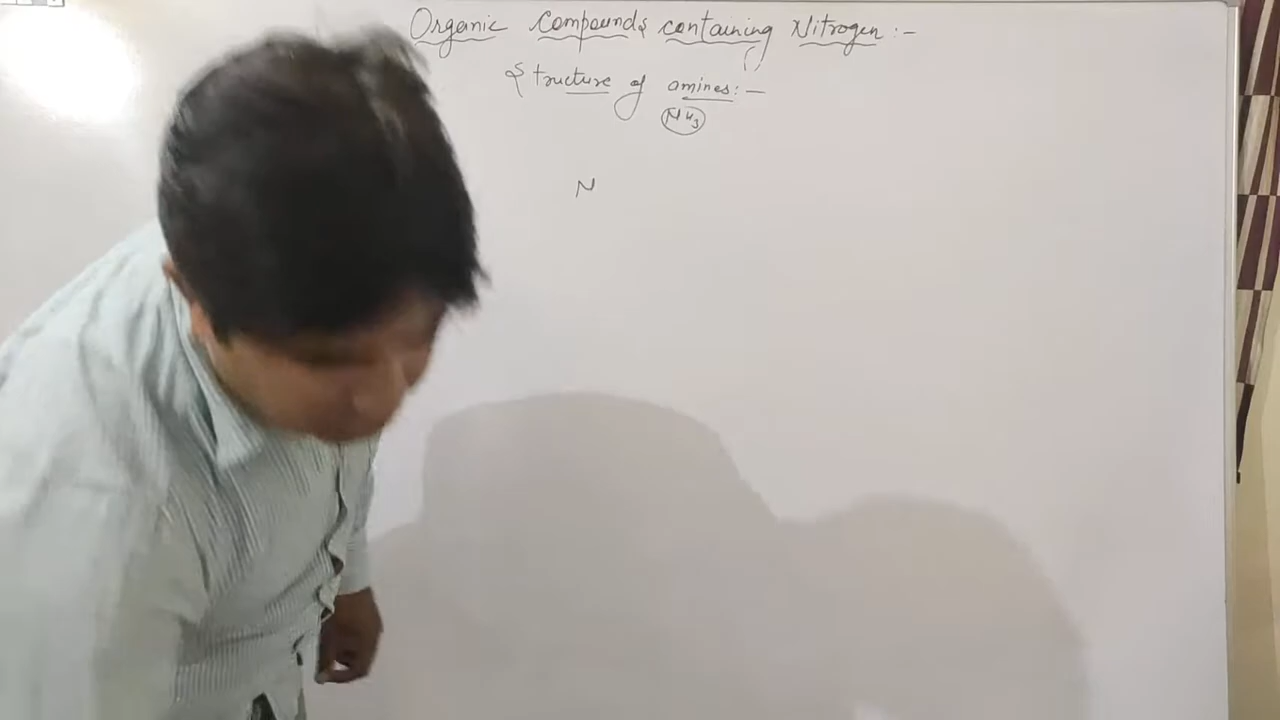 Organic compounds containing Nitrogen :-
Structure of amines :-
NH3
N